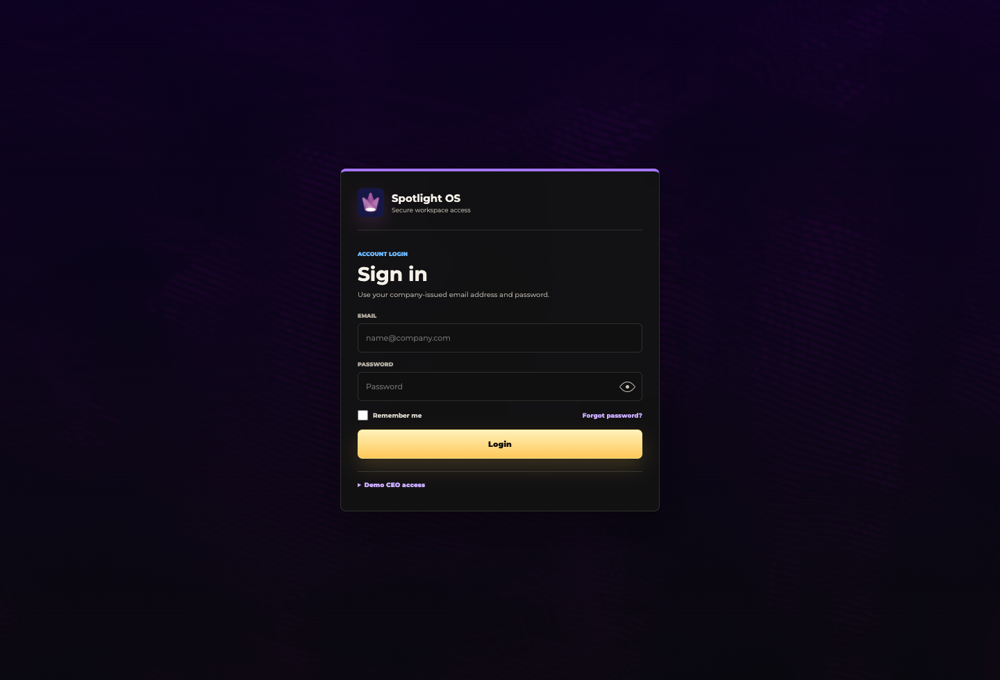 Spotlight OS
Secure workspace access
ACCOUNT LOGIN
Sign in
Use your company-issued email address and password.
EMAIL
name@company.com
PASSWORD
Password
Remember me
Forgot password?
Login
Demo CEO access